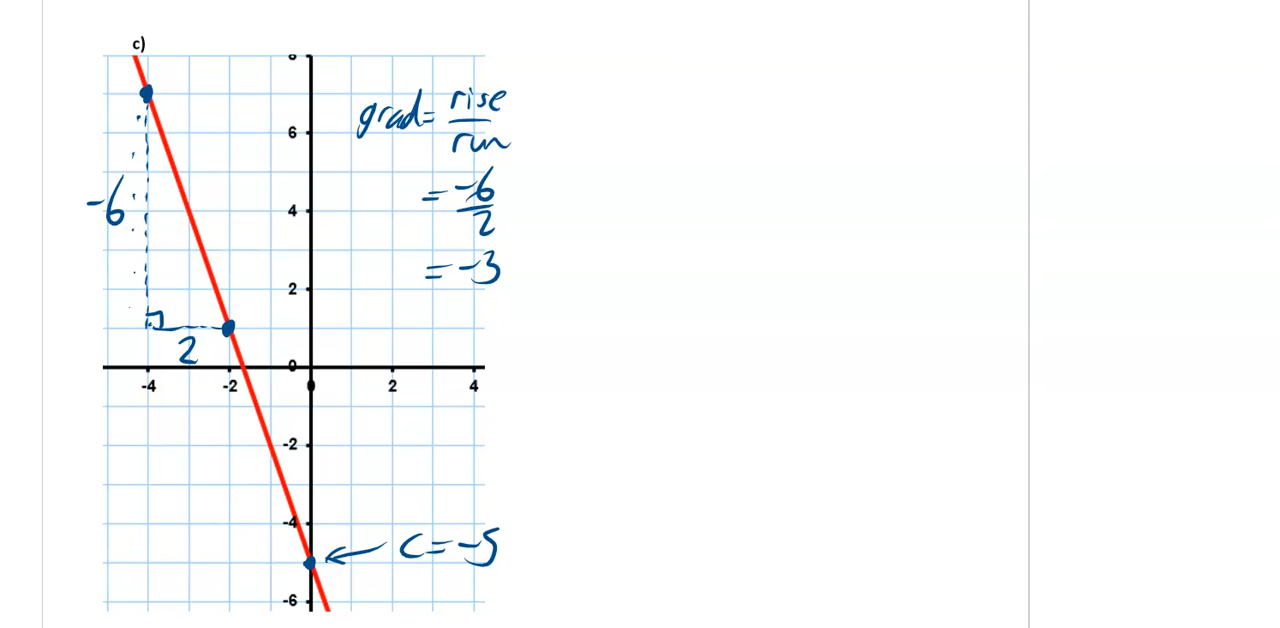 c)
8
grad = rise
run
6
= -6
2
-6
4
= -3
2
2
0
-4 -2 0 2 4
-2
-4
c = -5
-6